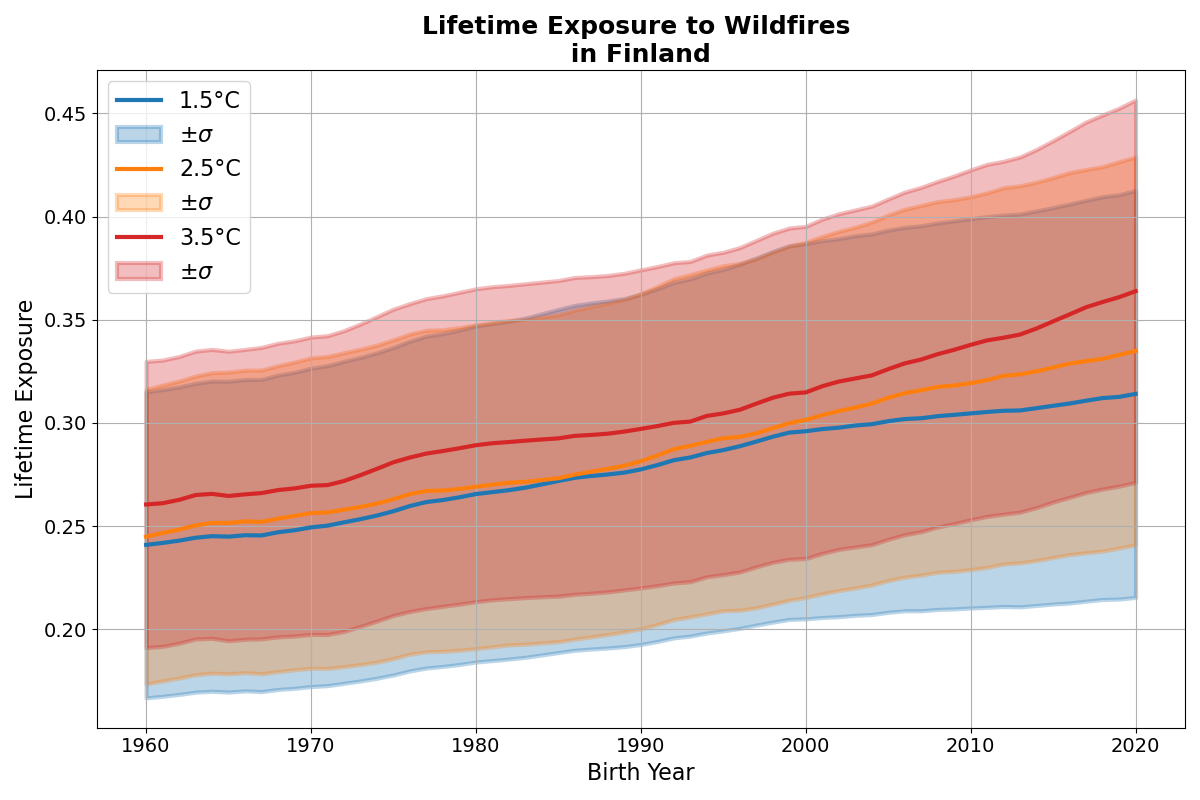 Lifetime Exposure to Wildfires
in Finland
1.5°C
±σ
2.5°C
±σ
3.5°C
±σ
Lifetime Exposure
0.45
0.40
0.35
0.30
0.25
0.20
1960 1970 1980 1990 2000 2010 2020
Birth Year